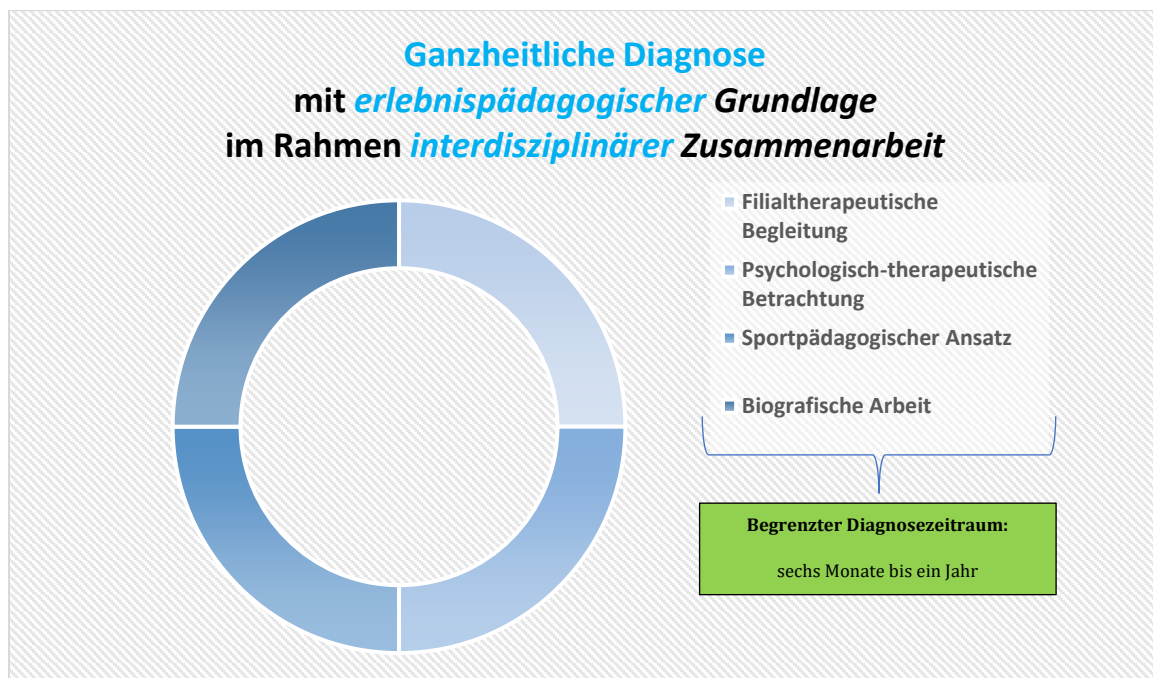 Ganzheitliche Diagnose
mit erlebnispädagogischer Grundlage
im Rahmen interdisziplinärer Zusammenarbeit
Filialtherapeutische
Begleitung
Psychologisch-therapeutische
Betrachtung
Sportpädagogischer Ansatz
Biografische Arbeit
Begrenzter Diagnosezeitraum:
sechs Monate bis ein Jahr